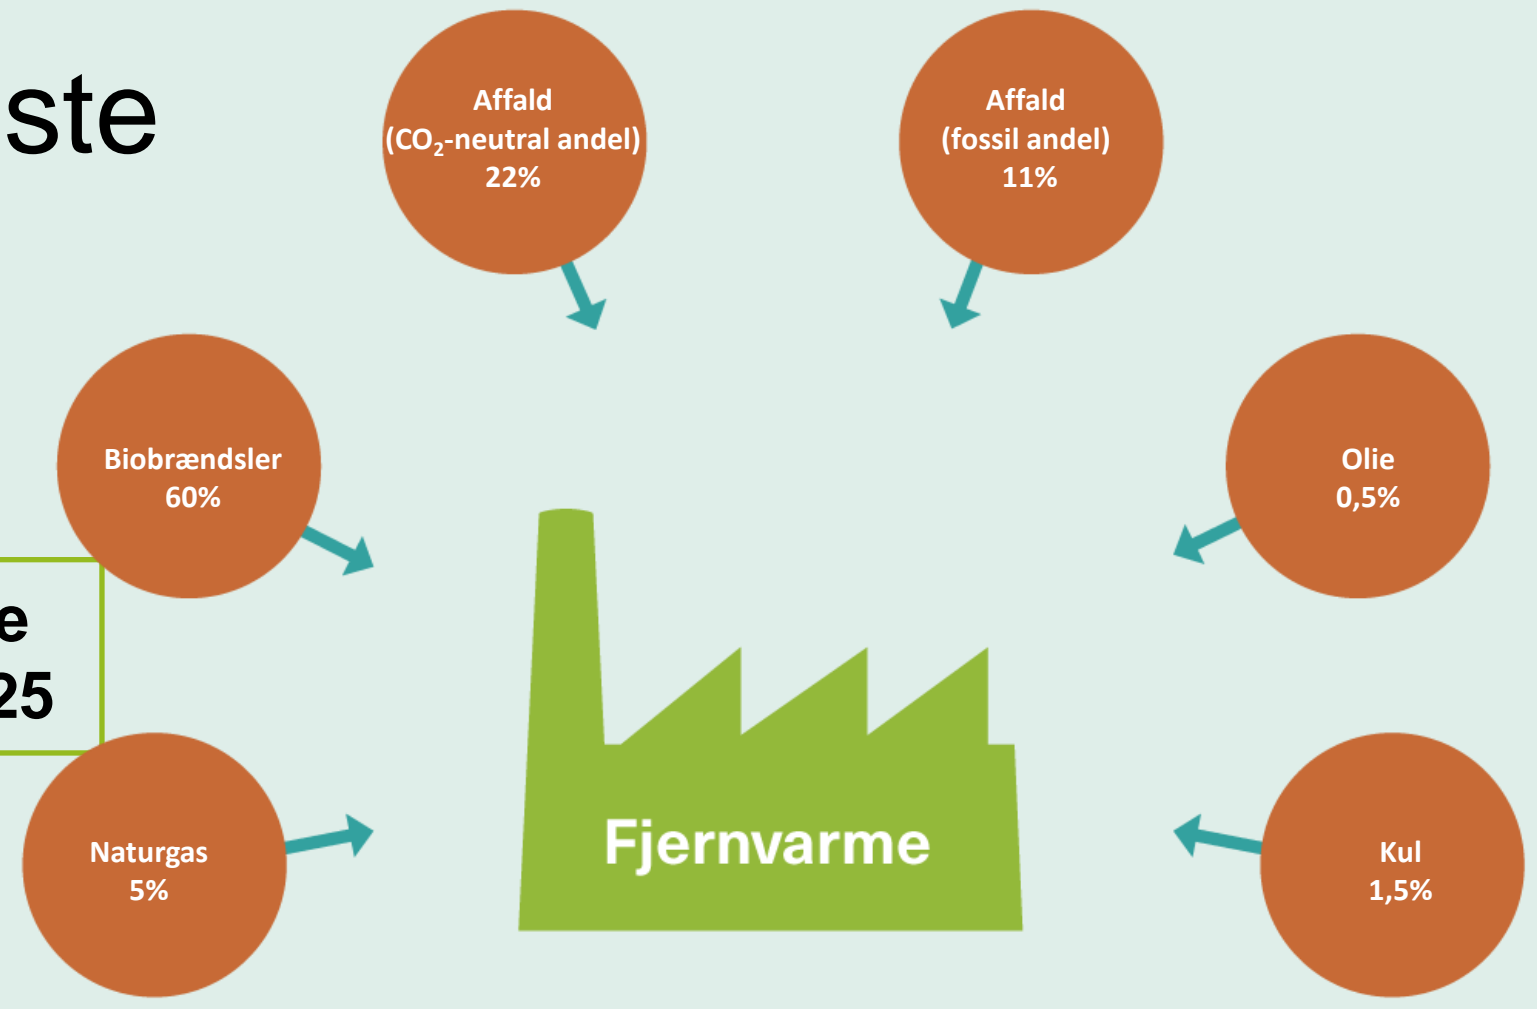 ste
Affald
(CO₂-neutral andel)
22%
Affald
(fossil andel)
11%
Biobrændsler
60%
Olie
0,5%
e
25
Naturgas
5%
Fjernvarme
Kul
1,5%